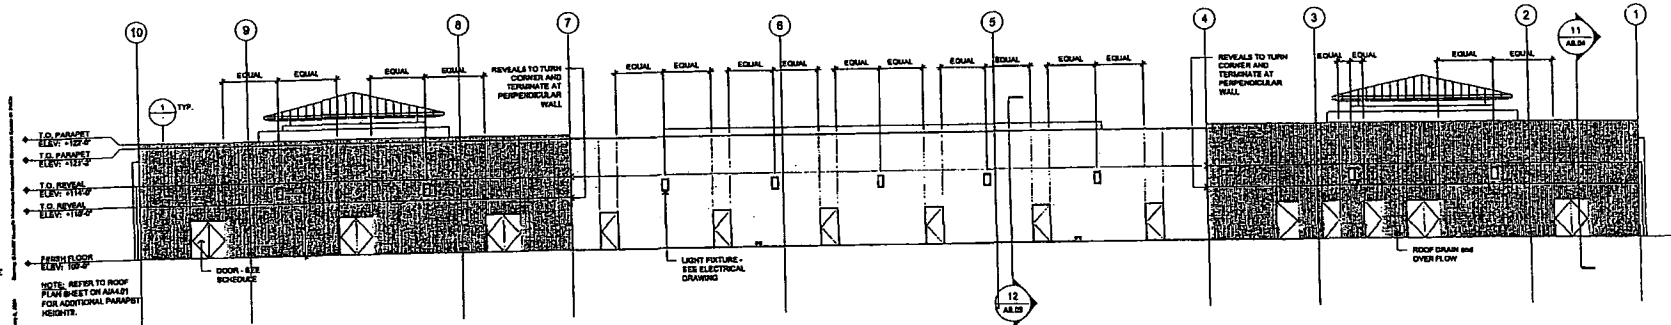 10
9
8
7
6
5
4
3
2
1
11
A8.04
EQUAL
EQUAL
EQUAL
EQUAL
REVEALS TO TURN
CORNER AND
TERMINATE AT
PERPENDICULAR
WALL
EQUAL
EQUAL
EQUAL
EQUAL
EQUAL
EQUAL
EQUAL
EQUAL
EQUAL
EQUAL
REVEALS TO TURN
CORNER AND
TERMINATE AT
PERPENDICULAR
WALL
EQUAL
EQUAL
EQUAL
EQUAL
1
TYP.
T.O. PARAPET
T.O. PARAPET
T.O. REVEAL
T.O. REVEAL
FINISH FLOOR
ELEV: 100'-0"
DOOR - SEE
SCHEDULE
NOTE: REFER TO ROOF
PLAN SHEET ON
FOR ADDITIONAL PARAPET
HEIGHTS.
LIGHT FIXTURE -
SEE ELECTRICAL
DRAWING
12
ROOF DRAIN and
OVER FLOW